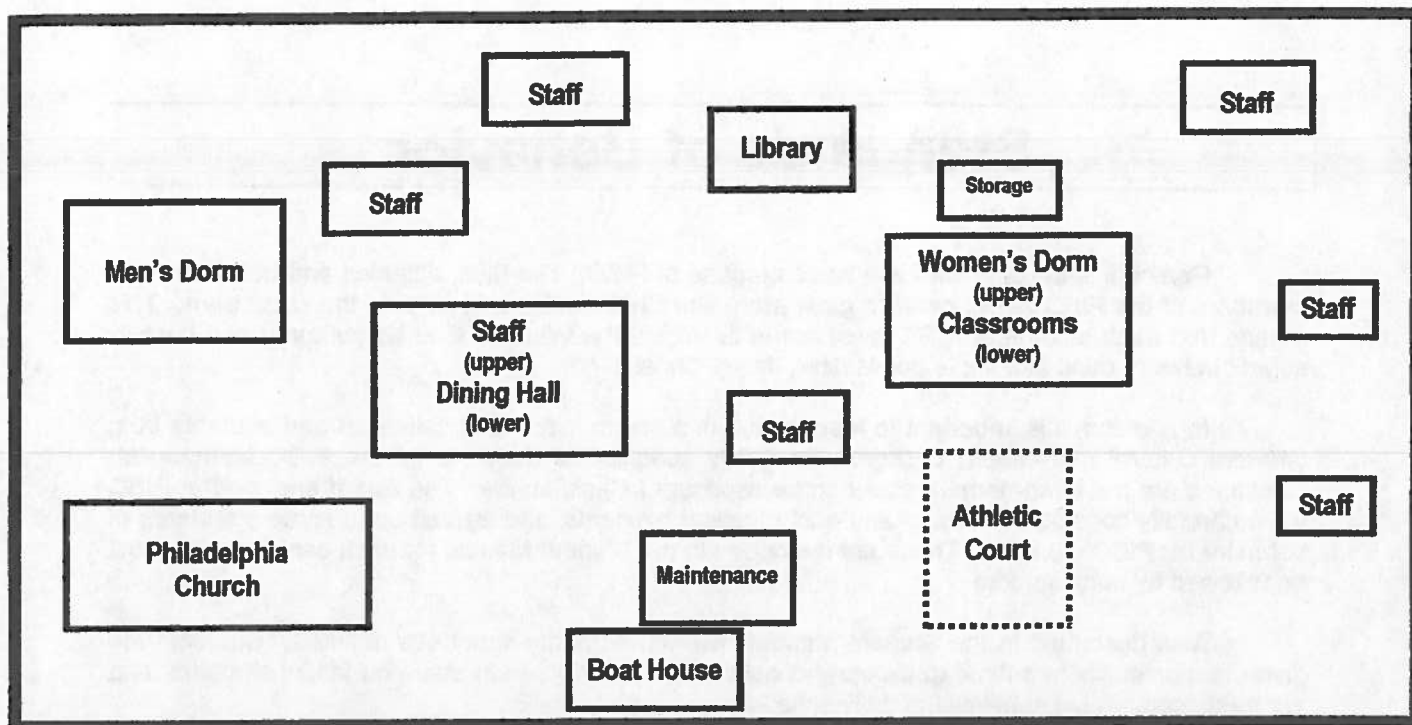 Staff
Staff
Library
Storage
Staff
Men's Dorm
Women's Dorm
(upper)
Classrooms
(lower)
Staff
Staff
(upper)
Dining Hall
(lower)
Staff
Staff
Athletic
Court
Philadelphia
Church
Maintenance
Boat House